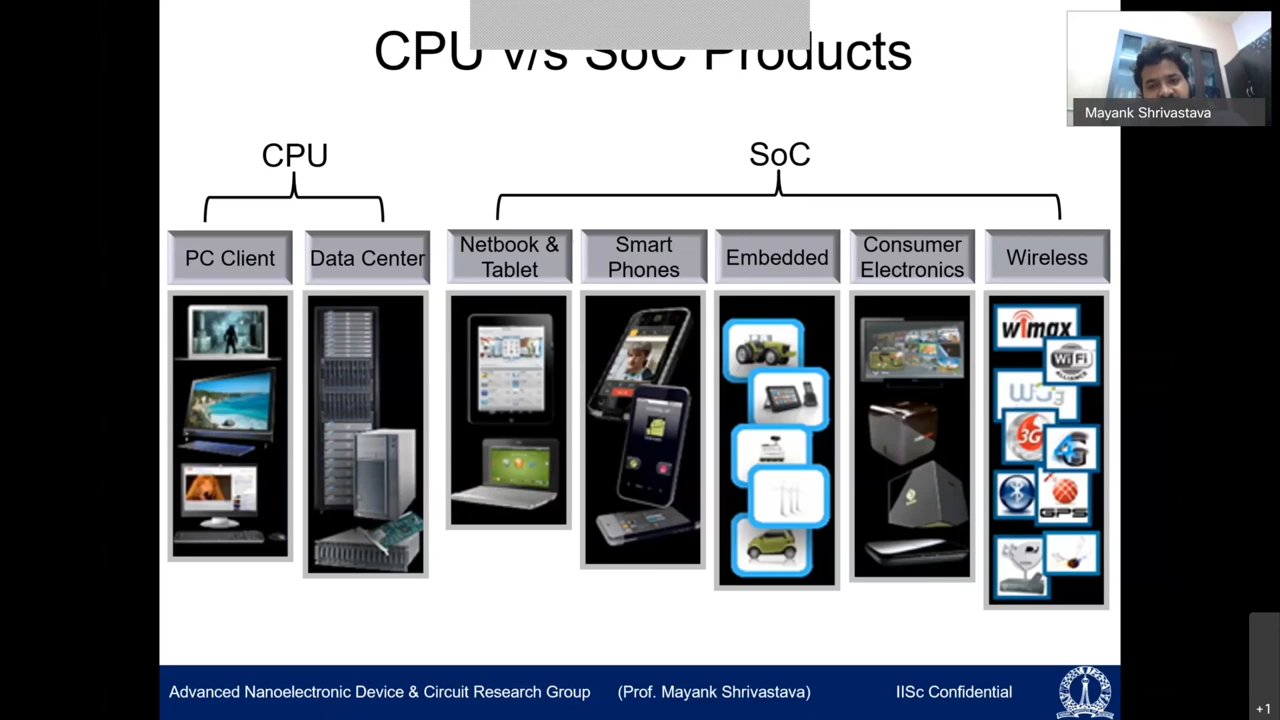 CPU v/s SoC Products
Mayank Shrivastava
CPU
SoC
PC Client
Data Center
Netbook &
Tablet
Smart
Phones
Embedded
Consumer
Electronics
Wireless
wimax
WiFi
ALLIANCE
3G
4G
GPS
Advanced Nanoelectronic Device & Circuit Research Group
(Prof. Mayank Shrivastava)
IISc Confidential
+1